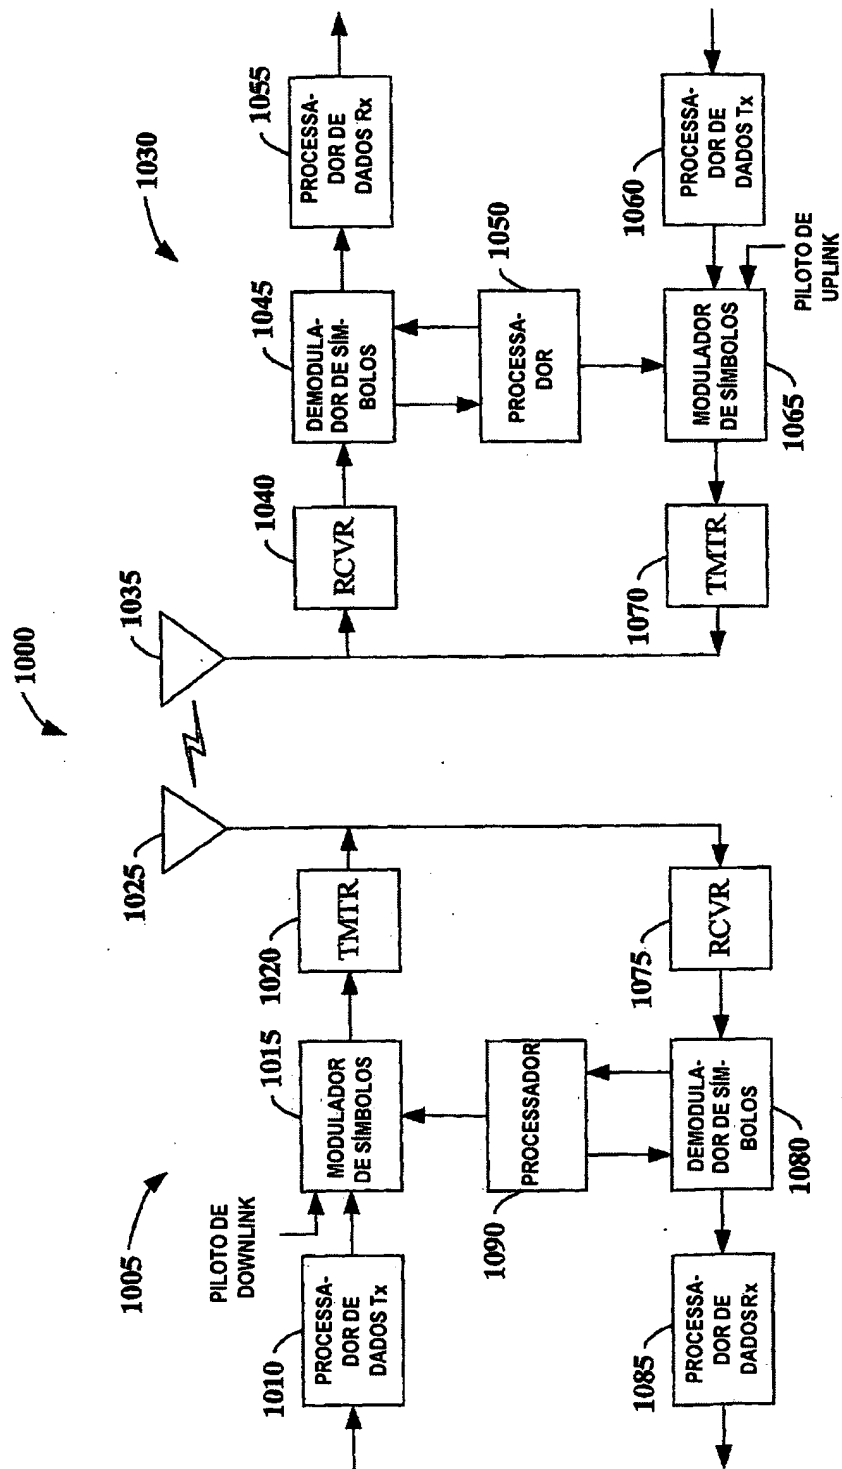 1000
1005
1030
1025
1035
PILOTO DE
DOWNLINK
1010
PROCESSA-
DOR DE
DADOS Tx
1015
MODULADOR
DE SÍMBOLOS
1020
TMTR
1040
RCVR
1045
DEMODULA-
DOR DE SÍM-
BOLOS
1055
PROCESSA-
DOR DE
DADOS Rx
1090
PROCESSADOR
1050
PROCESSA-
DOR
1085
PROCESSA-
DOR DE
DADOS Rx
1080
DEMODULA-
DOR DE SÍM-
BOLOS
1075
RCVR
1070
TMTR
1065
MODULADOR
DE SÍMBOLOS
1060
PROCESSA-
DOR DE
DADOS Tx
PILOTO DE
UPLINK